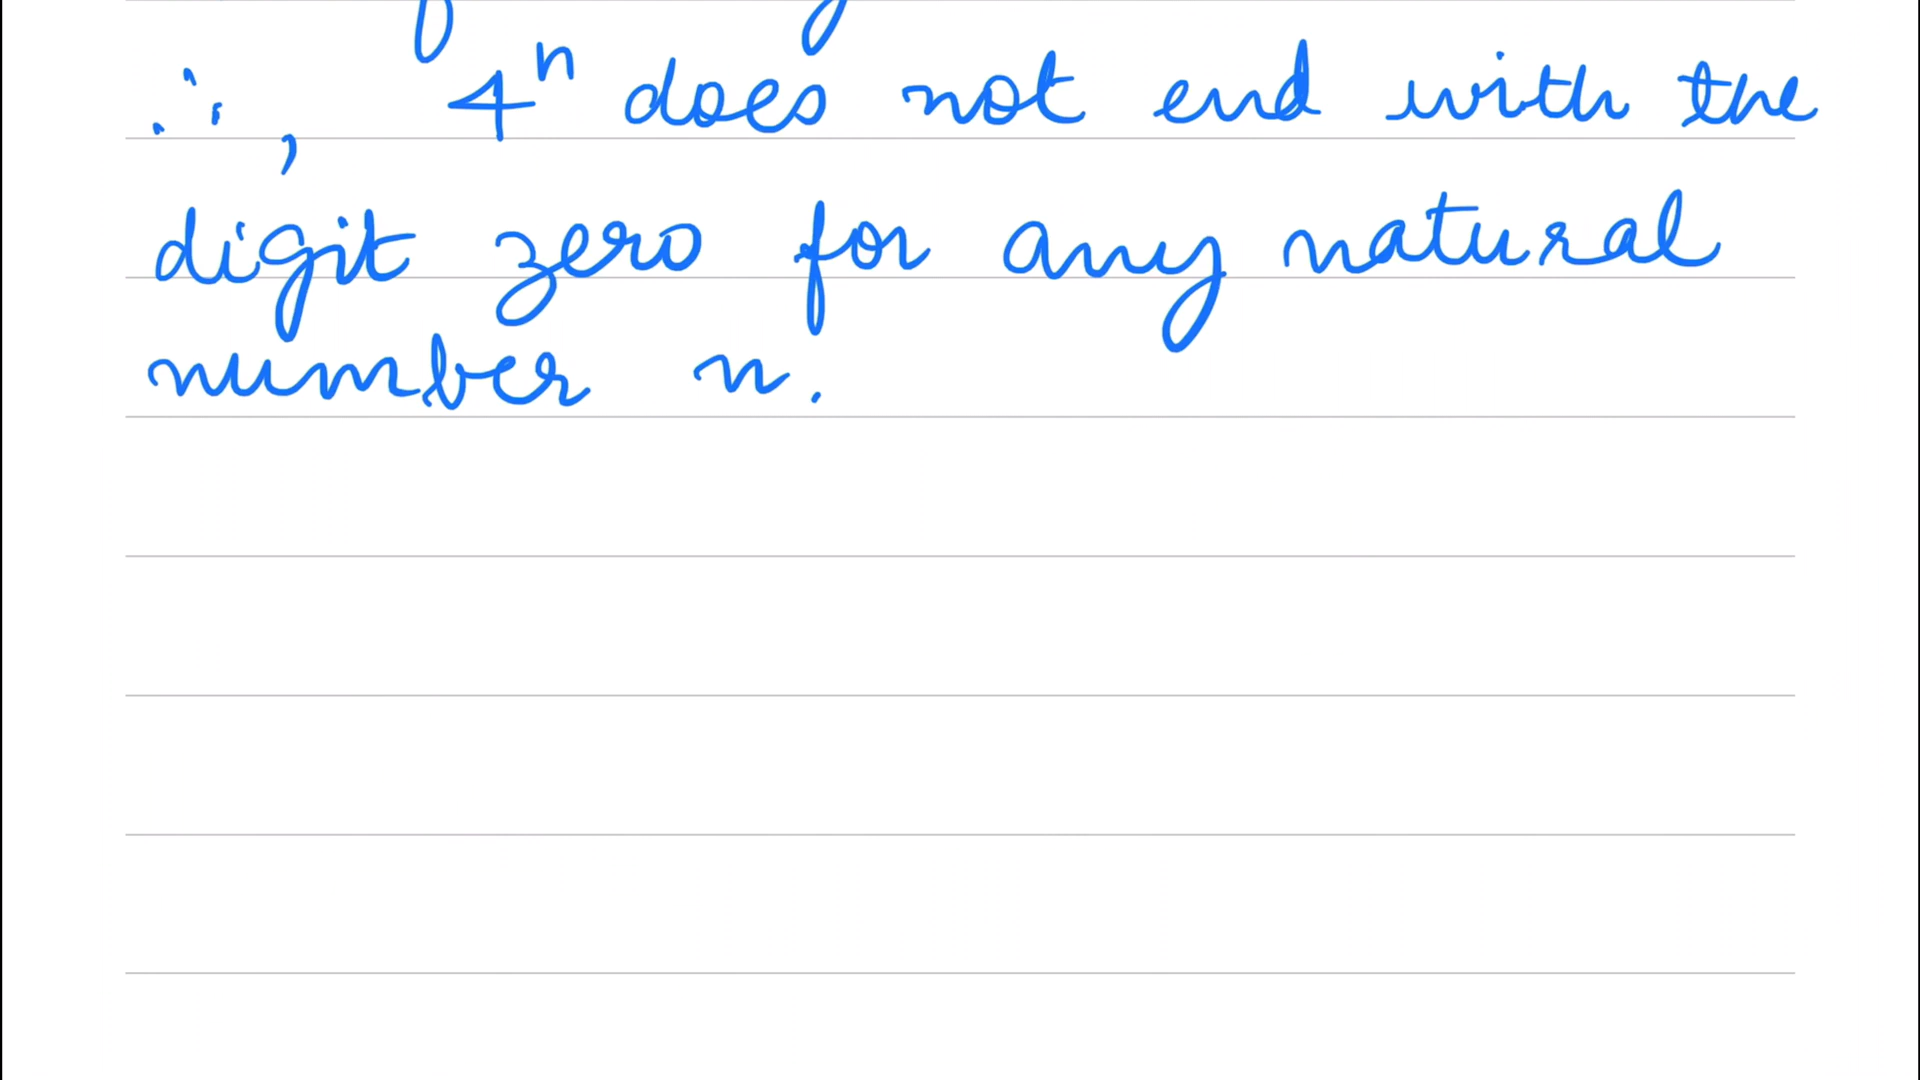 ∴, 4ⁿ does not end with the
digit zero for any natural
number n.